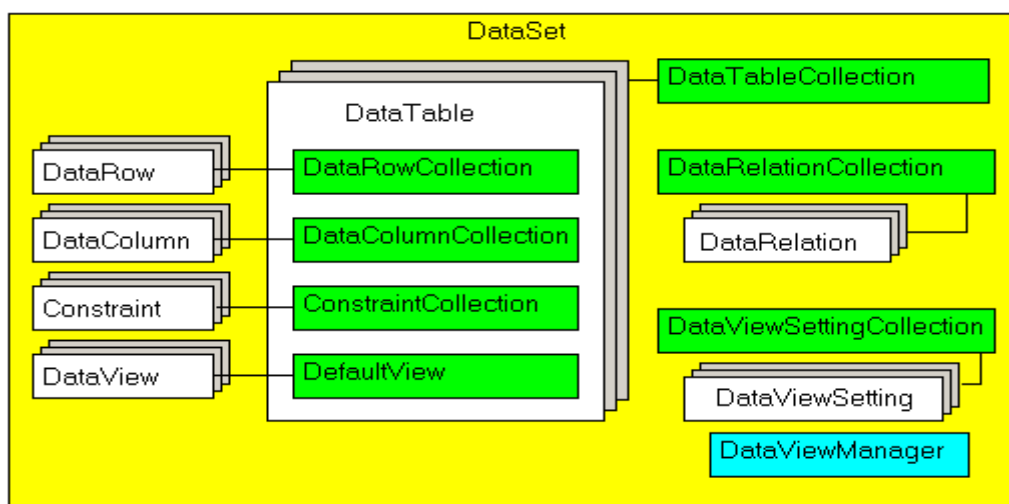 DataSet
DataTableCollection
DataTable
DataRow
DataRowCollection
DataRelationCollection
DataColumn
DataColumnCollection
DataRelation
Constraint
ConstraintCollection
DataViewSettingCollection
DataView
DefaultView
DataViewSetting
DataViewManager